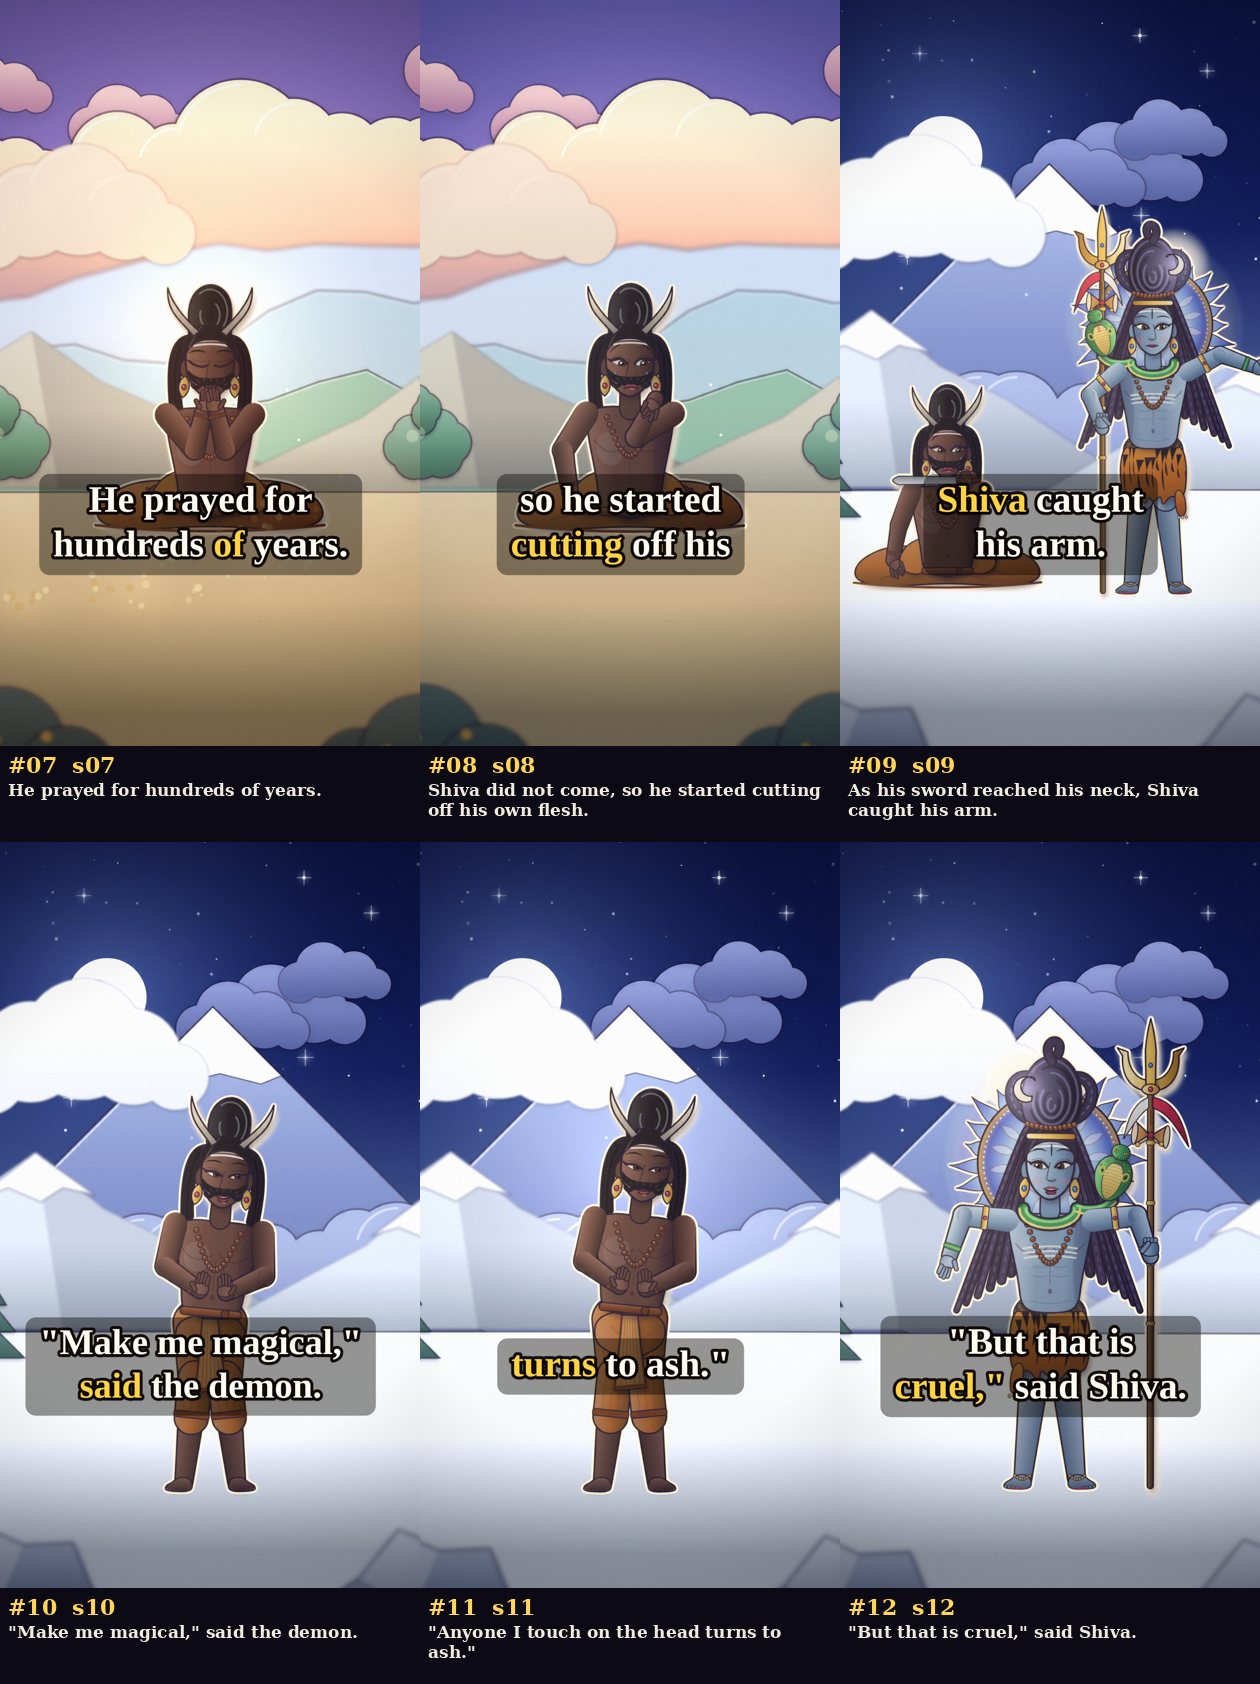 He prayed for
hundreds of years.
#07 s07
He prayed for hundreds of years.
so he started
cutting off his
#08 s08
Shiva did not come, so he started cutting
off his own flesh.
Shiva caught
his arm.
#09 s09
As his sword reached his neck, Shiva
caught his arm.
"Make me magical,"
said the demon.
#10 s10
"Make me magical," said the demon.
turns to ash."
#11 s11
"Anyone I touch on the head turns to
ash."
"But that is
cruel," said Shiva.
#12 s12
"But that is cruel," said Shiva.